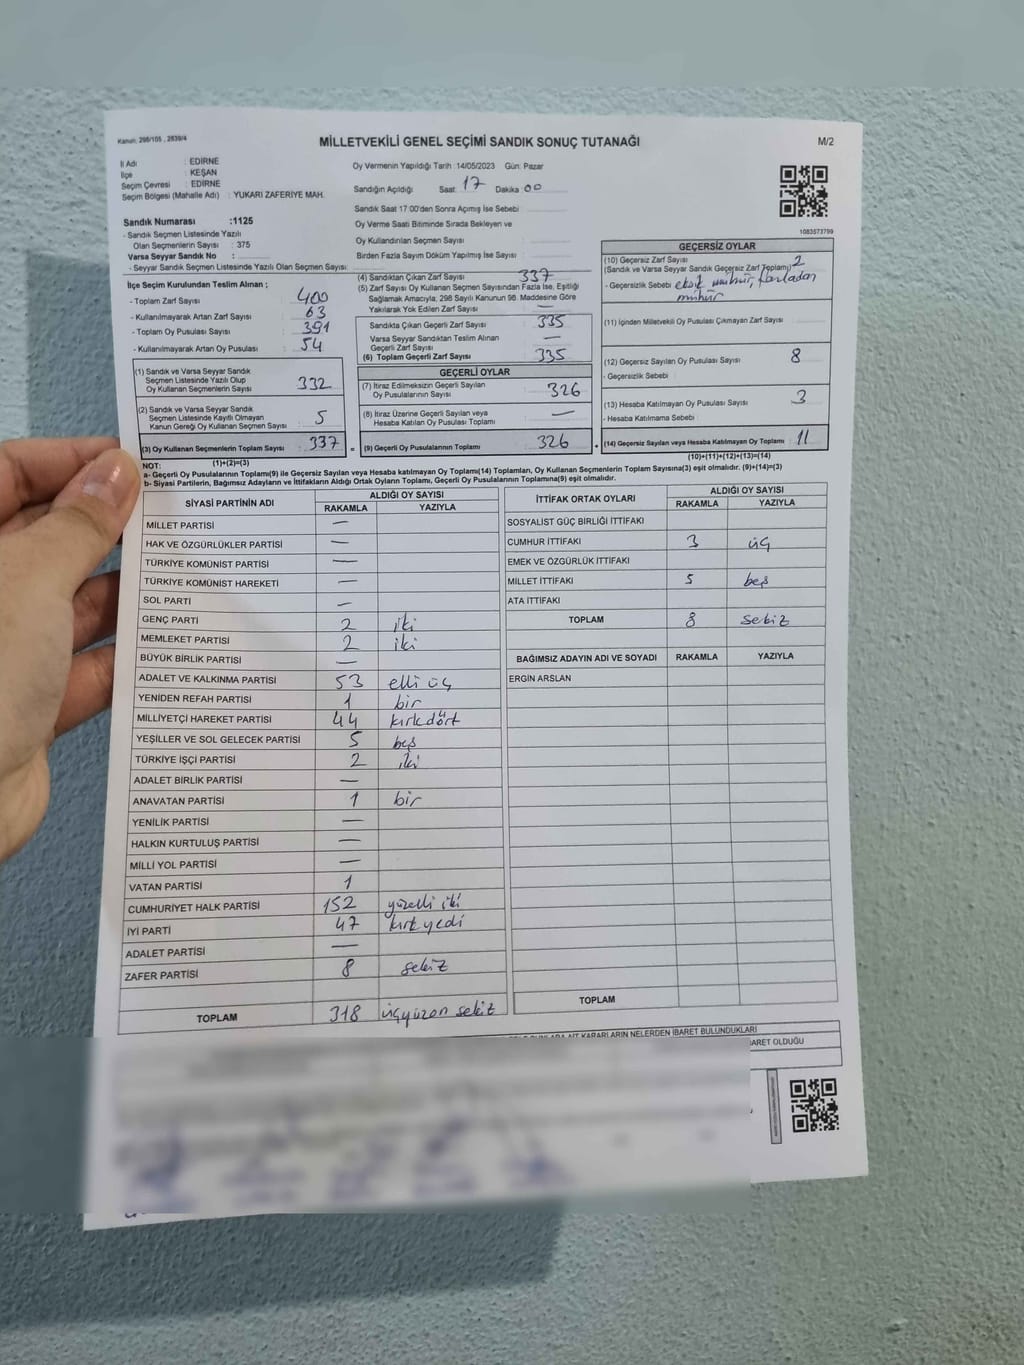 Kanun: 298/105 , 2839/4
MİLLETVEKİLİ GENEL SEÇİMİ SANDIK SONUÇ TUTANAĞI
M/2
İl Adı : EDİRNE
İlçe : KEŞAN
Seçim Çevresi : EDİRNE
Seçim Bölgesi (Mahalle Adı) : YUKARI ZAFERİYE MAH.
Oy Vermenin Yapıldığı Tarih :14/05/2023 Gün: Pazar
Sandığın Açıldığı Saat: 17 Dakika 00
Sandık Saat 17:00'den Sonra Açımış İse Sebebi
Oy Verme Saati Bitiminde Sırada Bekleyen ve
Oy Kullandırılan Seçmen Sayısı
Birden Fazla Sayım Döküm Yapılmış İse Sayısı
1083573799
Sandık Numarası :1125
- Sandık Seçmen Listesinde Yazılı
Olan Seçmenlerin Sayısı : 375
Varsa Seyyar Sandık No :
- Seyyar Sandık Seçmen Listesinde Yazılı Olan Seçmen Sayısı:
İlçe Seçim Kurulundan Teslim Alınan ;
- Toplam Zarf Sayısı : 400
- Kullanılmayarak Artan Zarf Sayısı : 63
- Toplam Oy Pusulası Sayısı : 391
- Kullanılmayarak Artan Oy Pusulası : 54
(1) Sandık ve Varsa Seyyar Sandık
Seçmen Listesinde Yazılı Olup
Oy Kullanan Seçmenlerin Sayısı : 332
(2) Sandık ve Varsa Seyyar Sandık
Seçmen Listesinde Kayıtlı Olmayan
Kanun Gereği Oy Kullanan Seçmen Sayısı : 5
(3) Oy Kullanan Seçmenlerin Toplam Sayısı : 337
(1)+(2)=(3)
(4) Sandıktan Çıkan Zarf Sayısı : 337
(5) Zarf Sayısı Oy Kullanan Seçmen Sayısından Fazla İse, Eşitliği
Sağlamak Amacıyla, 298 Sayılı Kanunun 98. Maddesine Göre
Yakılarak Yok Edilen Zarf Sayısı : —
Sandıkta Çıkan Geçerli Zarf Sayısı : 335
Varsa Seyyar Sandıktan Teslim Alınan
Geçerli Zarf Sayısı : —
(6) Toplam Geçerli Zarf Sayısı : 335
GEÇERLİ OYLAR
(7) İtiraz Edilmeksizin Geçerli Sayılan
Oy Pusulalarının Sayısı : 326
(8) İtiraz Üzerine Geçerli Sayılan veya
Hesaba Katılan Oy Pusulası Toplamı : —
= (9) Geçerli Oy Pusulalarının Toplamı : 326
GEÇERSİZ OYLAR
(10) Geçersiz Zarf Sayısı
(Sandık ve Varsa Seyyar Sandık Geçersiz Zarf Toplamı) 2
- Geçersizlik Sebebi : eksik mühür, fazladan
mühür
(11) İçinden Milletvekili Oy Pusulası Çıkmayan Zarf Sayısı
(12) Geçersiz Sayılan Oy Pusulası Sayısı : 8
- Geçersizlik Sebebi :
(13) Hesaba Katılmayan Oy Pusulası Sayısı : 3
- Hesaba Katılmama Sebebi
+ (14) Geçersiz Sayılan veya Hesaba Katılmayan Oy Toplamı : 11
(10)+(11)+(12)+(13)=(14)
NOT:
a- Geçerli Oy Pusulalarının Toplamı(9) ile Geçersiz Sayılan veya Hesaba katılmayan Oy Toplamı(14) Toplamları, Oy Kullanan Seçmenlerin Toplam Sayısına(3) eşit olmalıdır. (9)+(14)=(3)
b- Siyasi Partilerin, Bağımsız Adayların ve İttifakların Aldığı Ortak Oyların Toplamı, Geçerli Oy Pusulalarının Toplamına(9) eşit olmalıdır.
SİYASİ PARTİNİN ADI ALDIĞI OY SAYISI
RAKAMLA YAZIYLA
MİLLET PARTİSİ —
HAK VE ÖZGÜRLÜKLER PARTİSİ —
TÜRKİYE KOMÜNİST PARTİSİ —
TÜRKİYE KOMÜNİST HAREKETİ —
SOL PARTİ —
GENÇ PARTİ 2 iki
MEMLEKET PARTİSİ 2 iki
BÜYÜK BİRLİK PARTİSİ —
ADALET VE KALKINMA PARTİSİ 53 elli üç
YENİDEN REFAH PARTİSİ 1 bir
MİLLİYETÇİ HAREKET PARTİSİ 44 kırkdört
YEŞİLLER VE SOL GELECEK PARTİSİ 5 beş
TÜRKİYE İŞÇİ PARTİSİ 2 iki
ADALET BİRLİK PARTİSİ —
ANAVATAN PARTİSİ 1 bir
YENİLİK PARTİSİ —
HALKIN KURTULUŞ PARTİSİ —
MİLLİ YOL PARTİSİ —
VATAN PARTİSİ 1
CUMHURİYET HALK PARTİSİ 152 yüzelli iki
İYİ PARTİ 47 kırkyedi
ADALET PARTİSİ —
ZAFER PARTİSİ 8 sekiz
TOPLAM 318 üçyüzon sekiz
İTTİFAK ORTAK OYLARI ALDIĞI OY SAYISI
RAKAMLA YAZIYLA
SOSYALİST GÜÇ BİRLİĞİ İTTİFAKI
CUMHUR İTTİFAKI 3 üç
EMEK VE ÖZGÜRLÜK İTTİFAKI
MİLLET İTTİFAKI 5 beş
ATA İTTİFAKI
TOPLAM 8 sekiz
BAĞIMSIZ ADAYIN ADI VE SOYADI RAKAMLA YAZIYLA
ERGİN ARSLAN
TOPLAM
KARARLARIN NELERDEN İBARET BULUNDUKLARI
BARET OLDUĞU